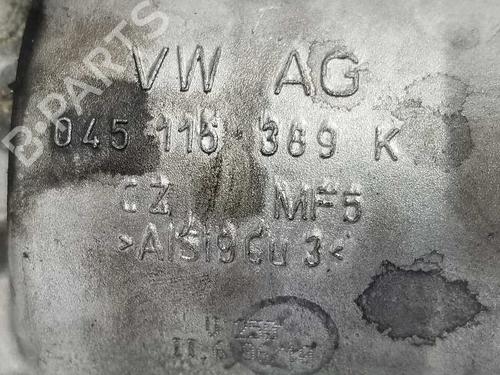 B-PARTS
VW AG
045 115 389 K
CZ MF5
>AlSi9Cu3<